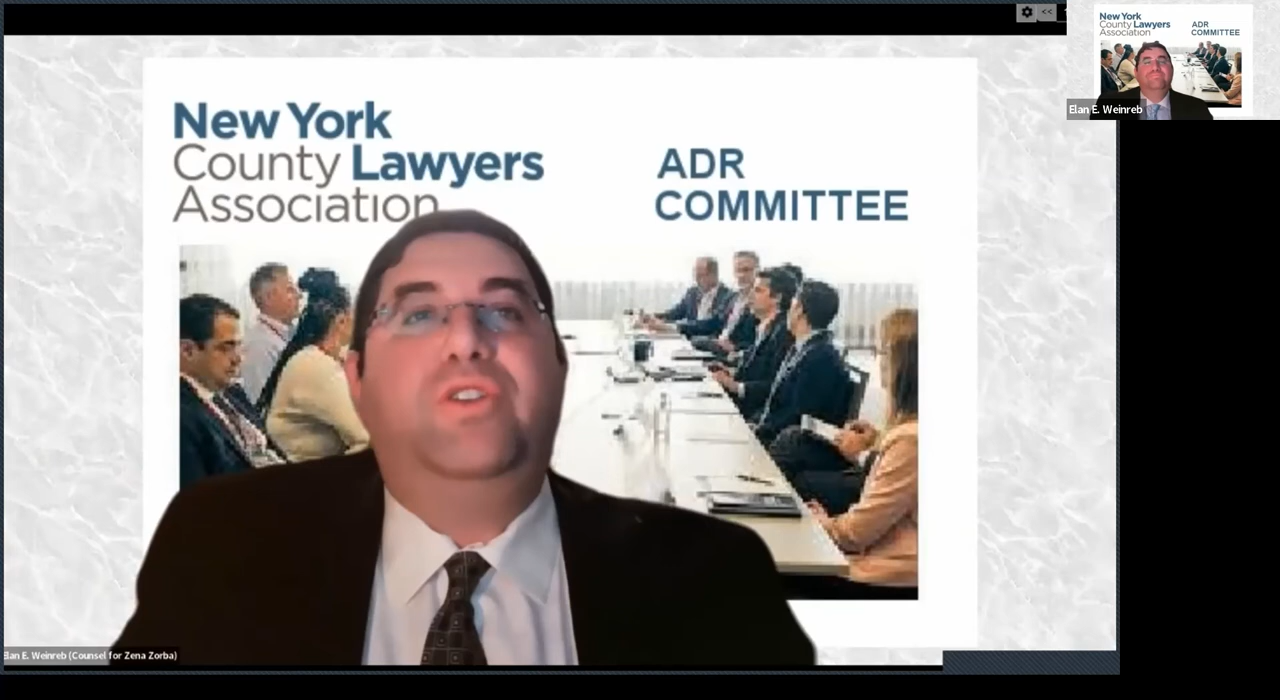 New York
County Lawyers
Association
ADR
COMMITTEE
New York
County Lawyers
Association
ADR
COMMITTEE
Elan E. Weinreb
Elan E. Weinreb (Counsel for Zena Zorba)
<<